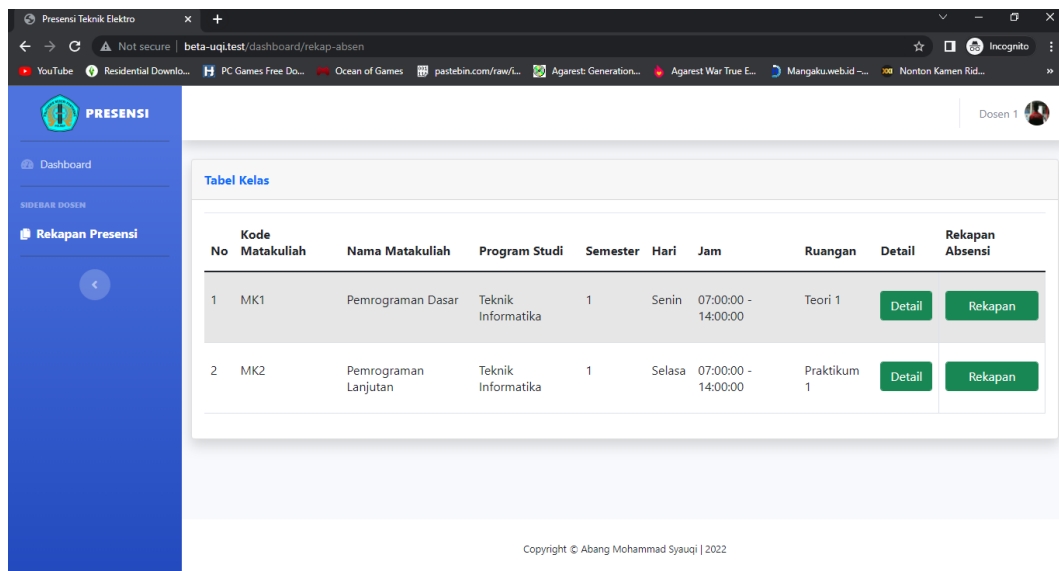 Presensi Teknik Elektro
Not secure | beta-uqi.test/dashboard/rekap-absen
Incognito
YouTube Residential Downlo... PC Games Free Do... Ocean of Games pastebin.com/raw/i... Agarest: Generation... Agarest War True E... Mangaku.web.id –... Nonton Kamen Rid... »
PRESENSI
Dosen 1
Dashboard
SIDEBAR DOSEN
Rekapan Presensi
Tabel Kelas
No Kode Matakuliah Nama Matakuliah Program Studi Semester Hari Jam Ruangan Detail Rekapan Absensi
1 MK1 Pemrograman Dasar Teknik Informatika 1 Senin 07:00:00 - 14:00:00 Teori 1 Detail Rekapan
2 MK2 Pemrograman Lanjutan Teknik Informatika 1 Selasa 07:00:00 - 14:00:00 Praktikum 1 Detail Rekapan
Copyright © Abang Mohammad Syauqi | 2022